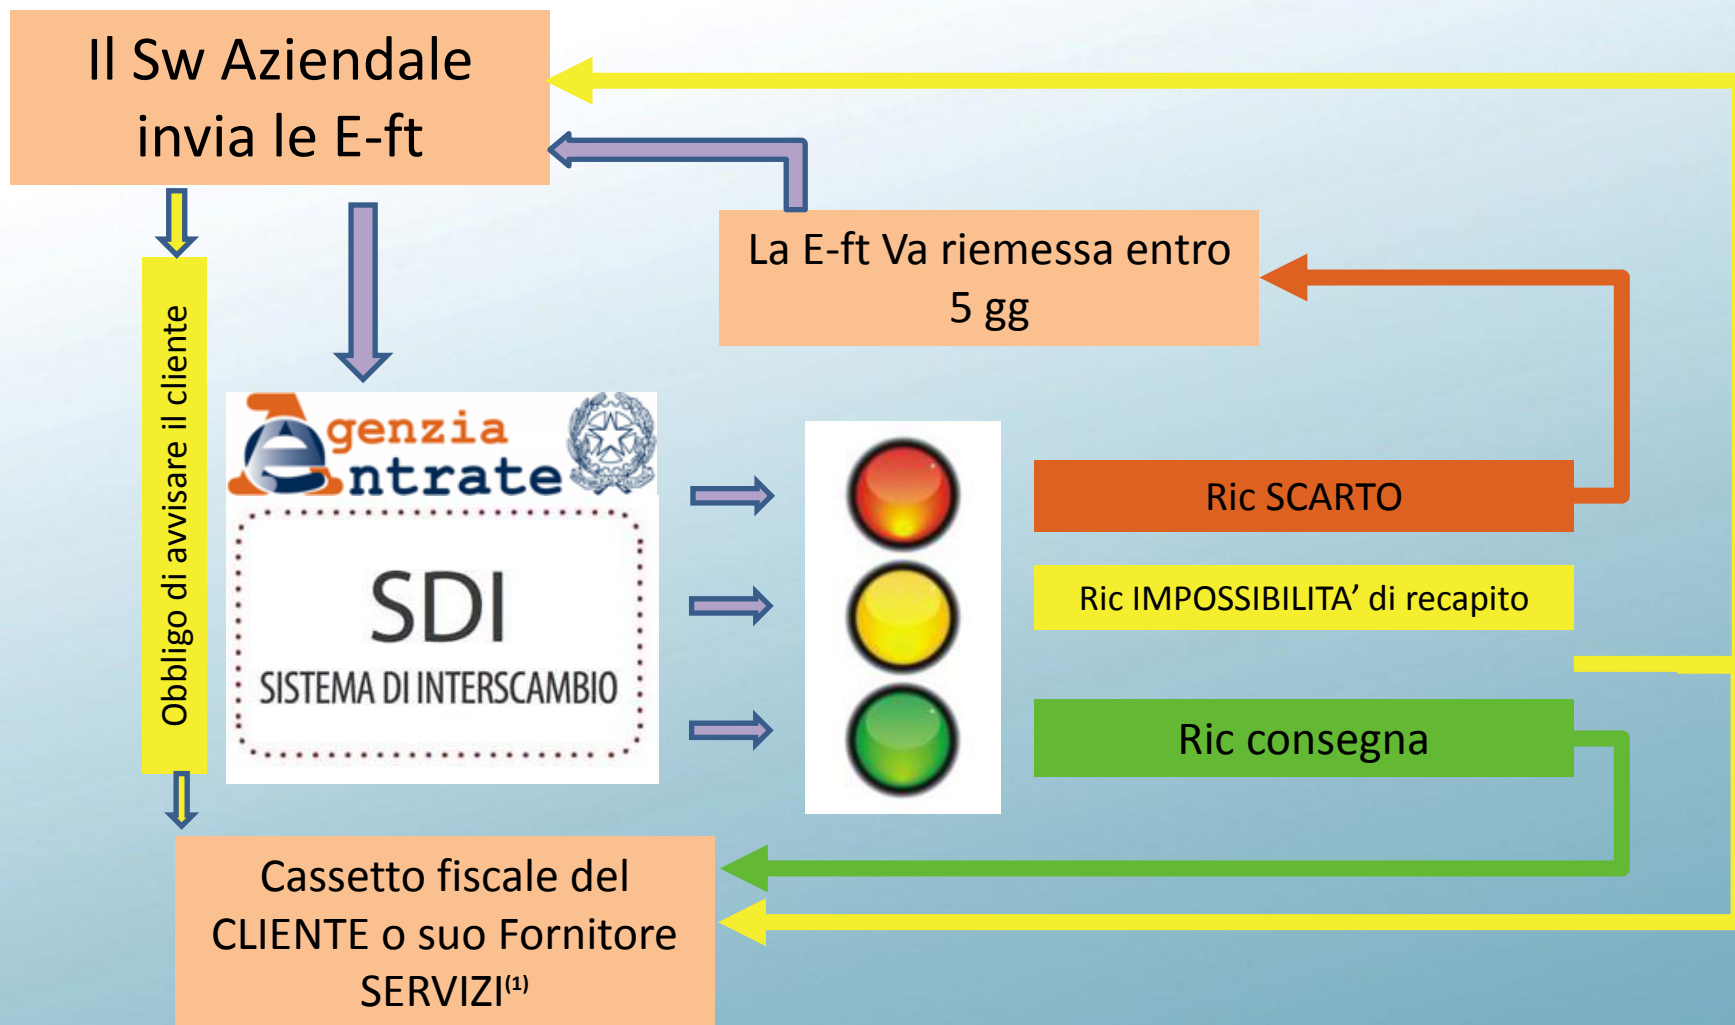 Il Sw Aziendale
invia le E-ft
La E-ft Va riemessa entro
5 gg
Obbligo di avvisare il cliente
Agenzia
Entrate
SDI
SISTEMA DI INTERSCAMBIO
Ric SCARTO
Ric IMPOSSIBILITA’ di recapito
Ric consegna
Cassetto fiscale del
CLIENTE o suo Fornitore
SERVIZI(1)